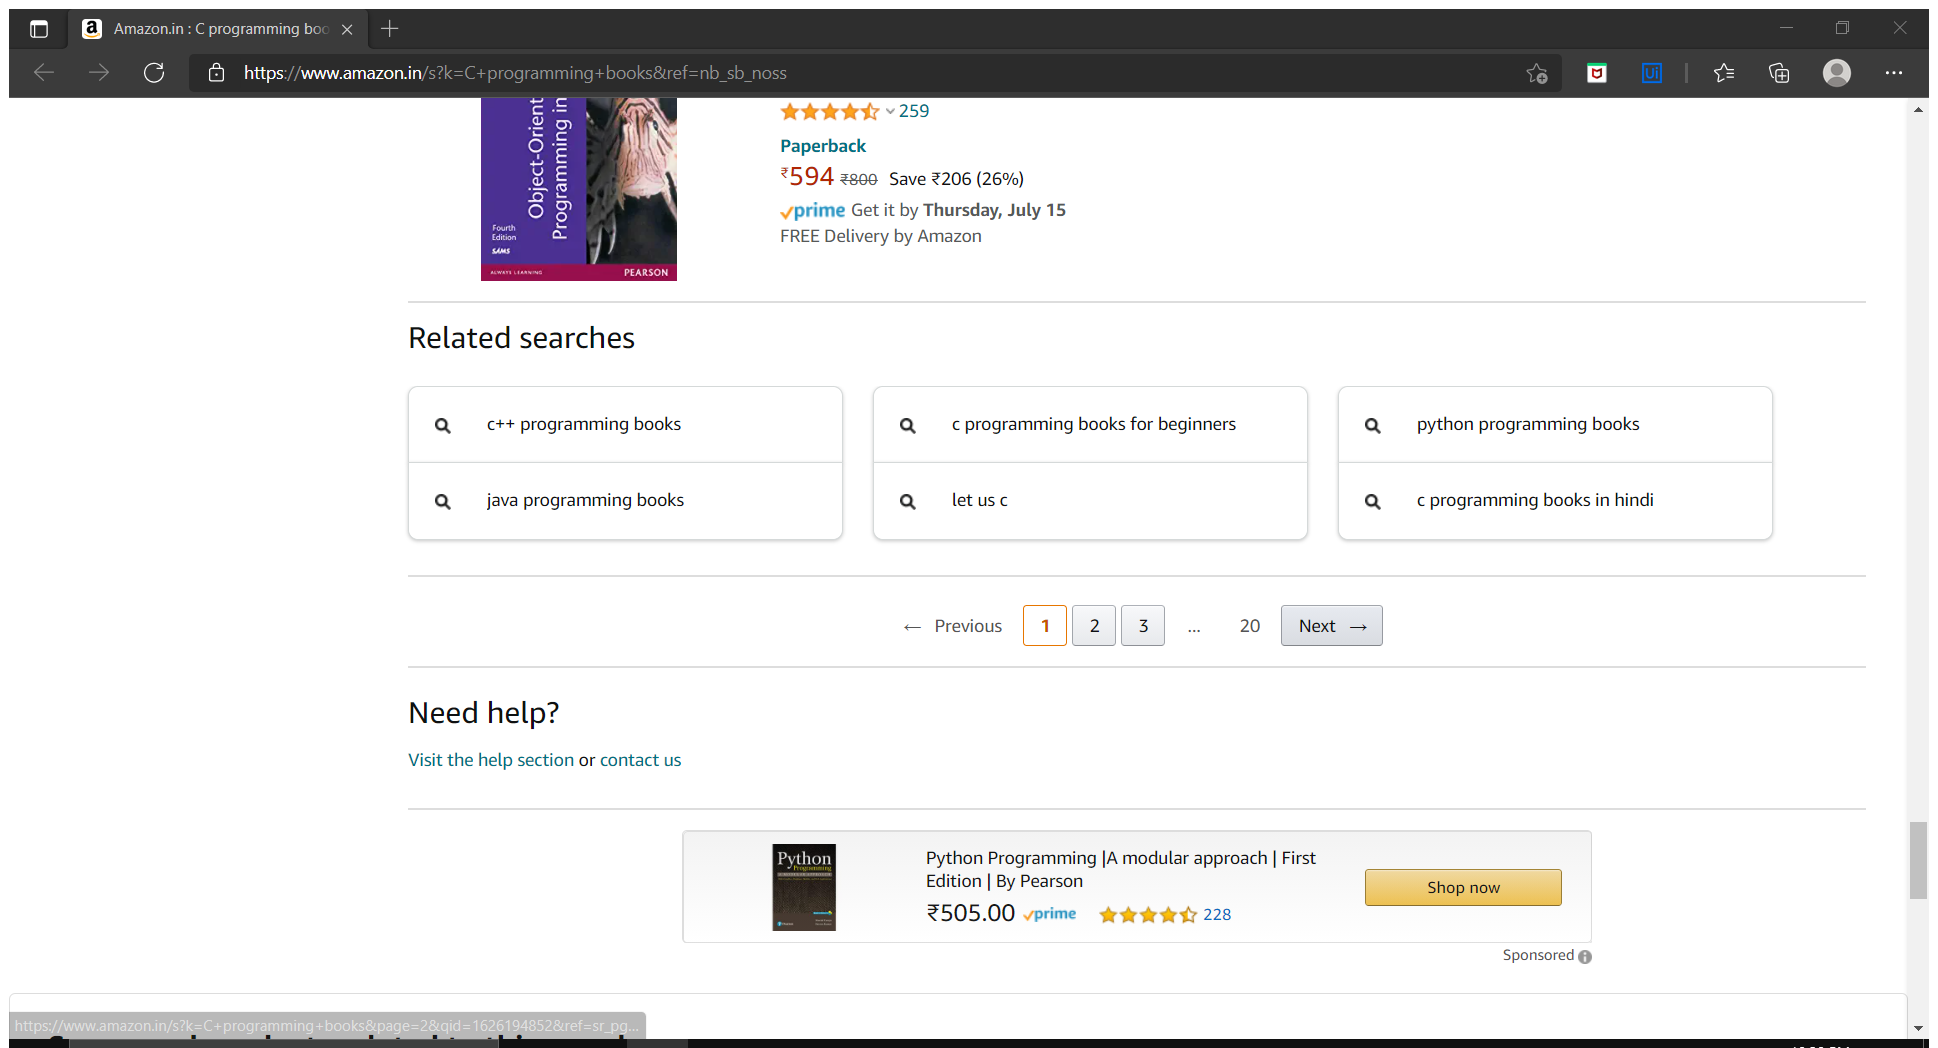 Amazon.in : C programming boo
https://www.amazon.in/s?k=C+programming+books&ref=nb_sb_noss
Object-Orient
Programming in
Fourth
Edition
SAMS
ALWAYS LEARNING
PEARSON
259
Paperback
₹594 ₹800 Save ₹206 (26%)
prime Get it by Thursday, July 15
FREE Delivery by Amazon
Related searches
c++ programming books
java programming books
c programming books for beginners
let us c
python programming books
c programming books in hindi
← Previous 1 2 3 ... 20 Next →
Need help?
Visit the help section or contact us
Python
Programming
Python Programming |A modular approach | First
Edition | By Pearson
₹505.00 prime 228
Shop now
Sponsored
https://www.amazon.in/s?k=C+programming+books&page=2&qid=1626194852&ref=sr_pg...